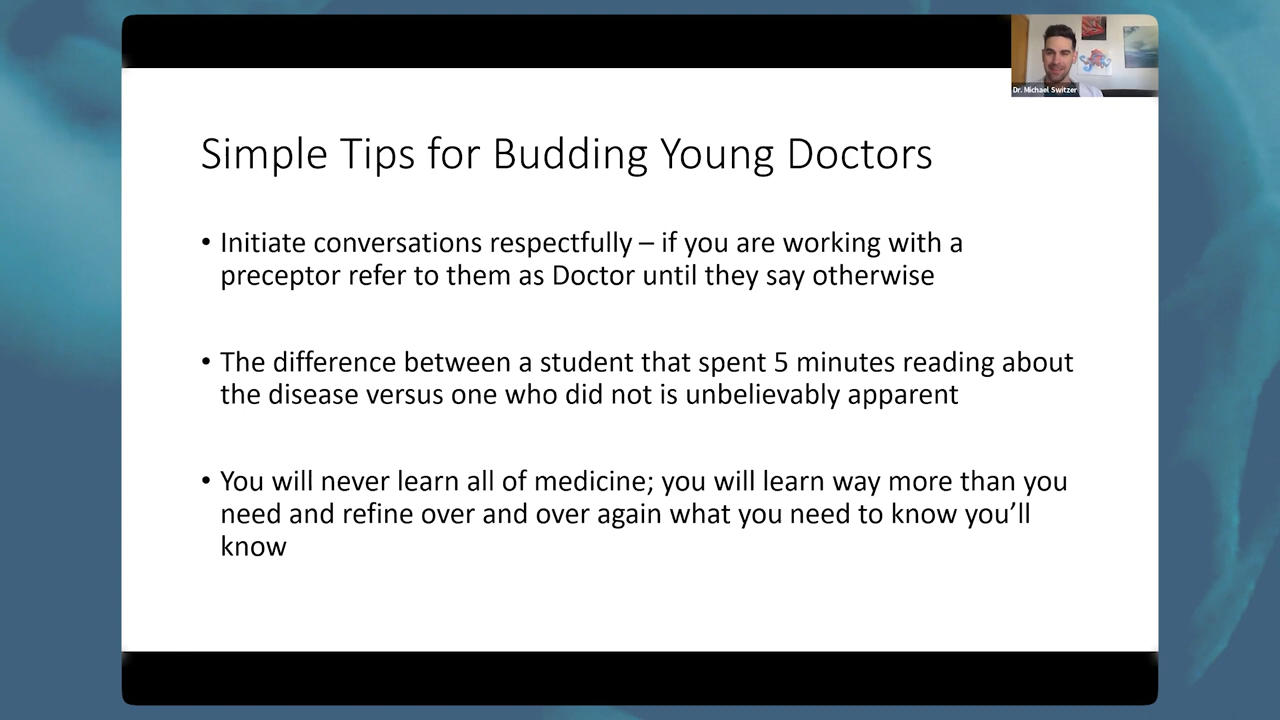 Dr. Michael Switzer
Simple Tips for Budding Young Doctors
• Initiate conversations respectfully – if you are working with a
preceptor refer to them as Doctor until they say otherwise
• The difference between a student that spent 5 minutes reading about
the disease versus one who did not is unbelievably apparent
• You will never learn all of medicine; you will learn way more than you
need and refine over and over again what you need to know you’ll
know